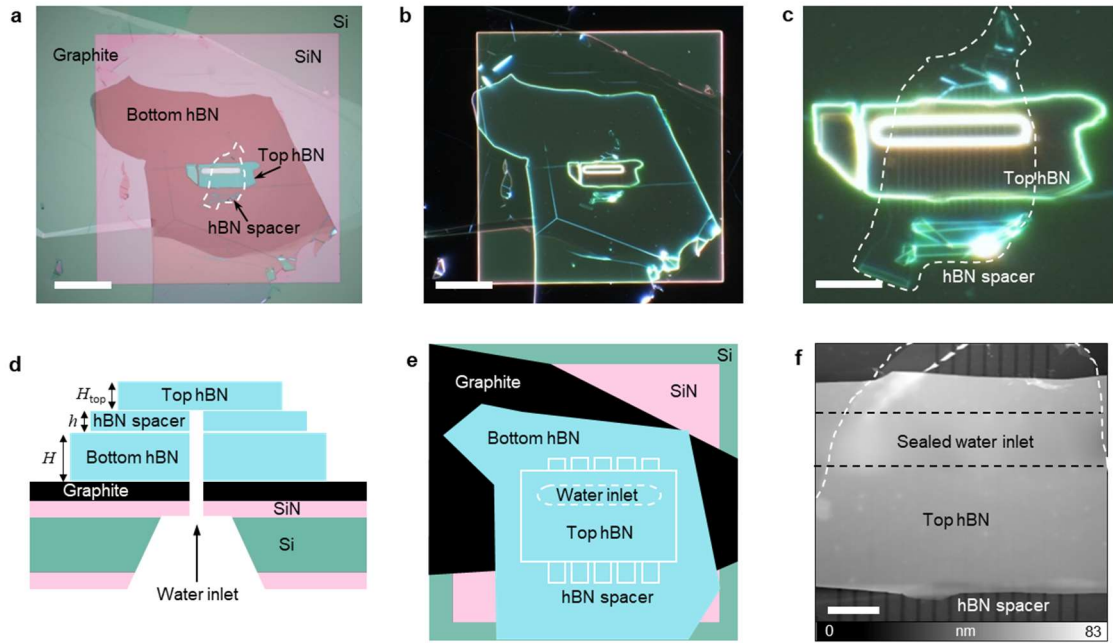 a
Si
Graphite
SiN
Bottom hBN
Top hBN
hBN spacer
b
c
Top hBN
hBN spacer
d
H_top
Top hBN
h
hBN spacer
H
Bottom hBN
Graphite
SiN
Si
Water inlet
e
Si
Graphite
SiN
Bottom hBN
Water inlet
Top hBN
hBN spacer
f
Sealed water inlet
Top hBN
hBN spacer
0 nm 83